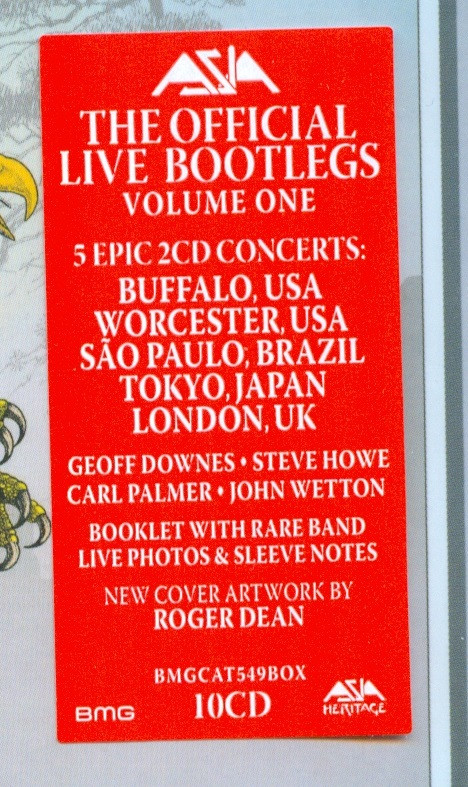 ASIA
THE OFFICIAL
LIVE BOOTLEGS
VOLUME ONE
5 EPIC 2CD CONCERTS:
BUFFALO, USA
WORCESTER, USA
SÃO PAULO, BRAZIL
TOKYO, JAPAN
LONDON, UK
GEOFF DOWNES • STEVE HOWE
CARL PALMER • JOHN WETTON
BOOKLET WITH RARE BAND
LIVE PHOTOS & SLEEVE NOTES
NEW COVER ARTWORK BY
ROGER DEAN
BMGCAT549BOX
BMG 10CD ASIA
HERITAGE